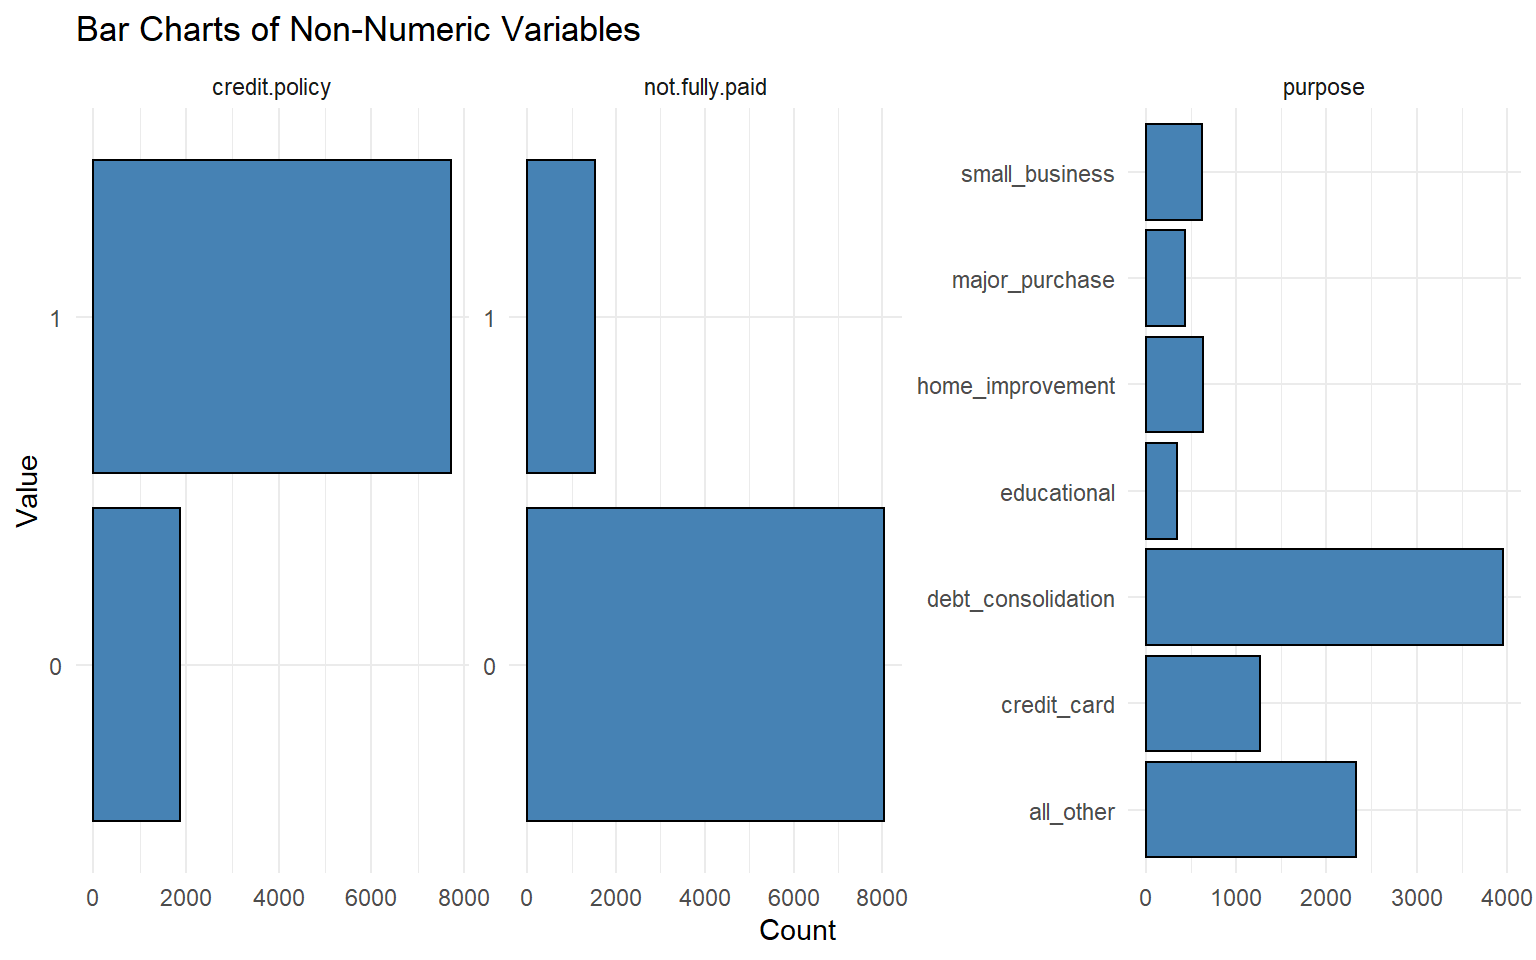 Bar Charts of Non-Numeric Variables
credit.policy
not.fully.paid
purpose
Value
1
0
1
0
small_business
major_purchase
home_improvement
educational
debt_consolidation
credit_card
all_other
0 2000 4000 6000 8000
0 2000 4000 6000 8000
0 1000 2000 3000 4000
Count